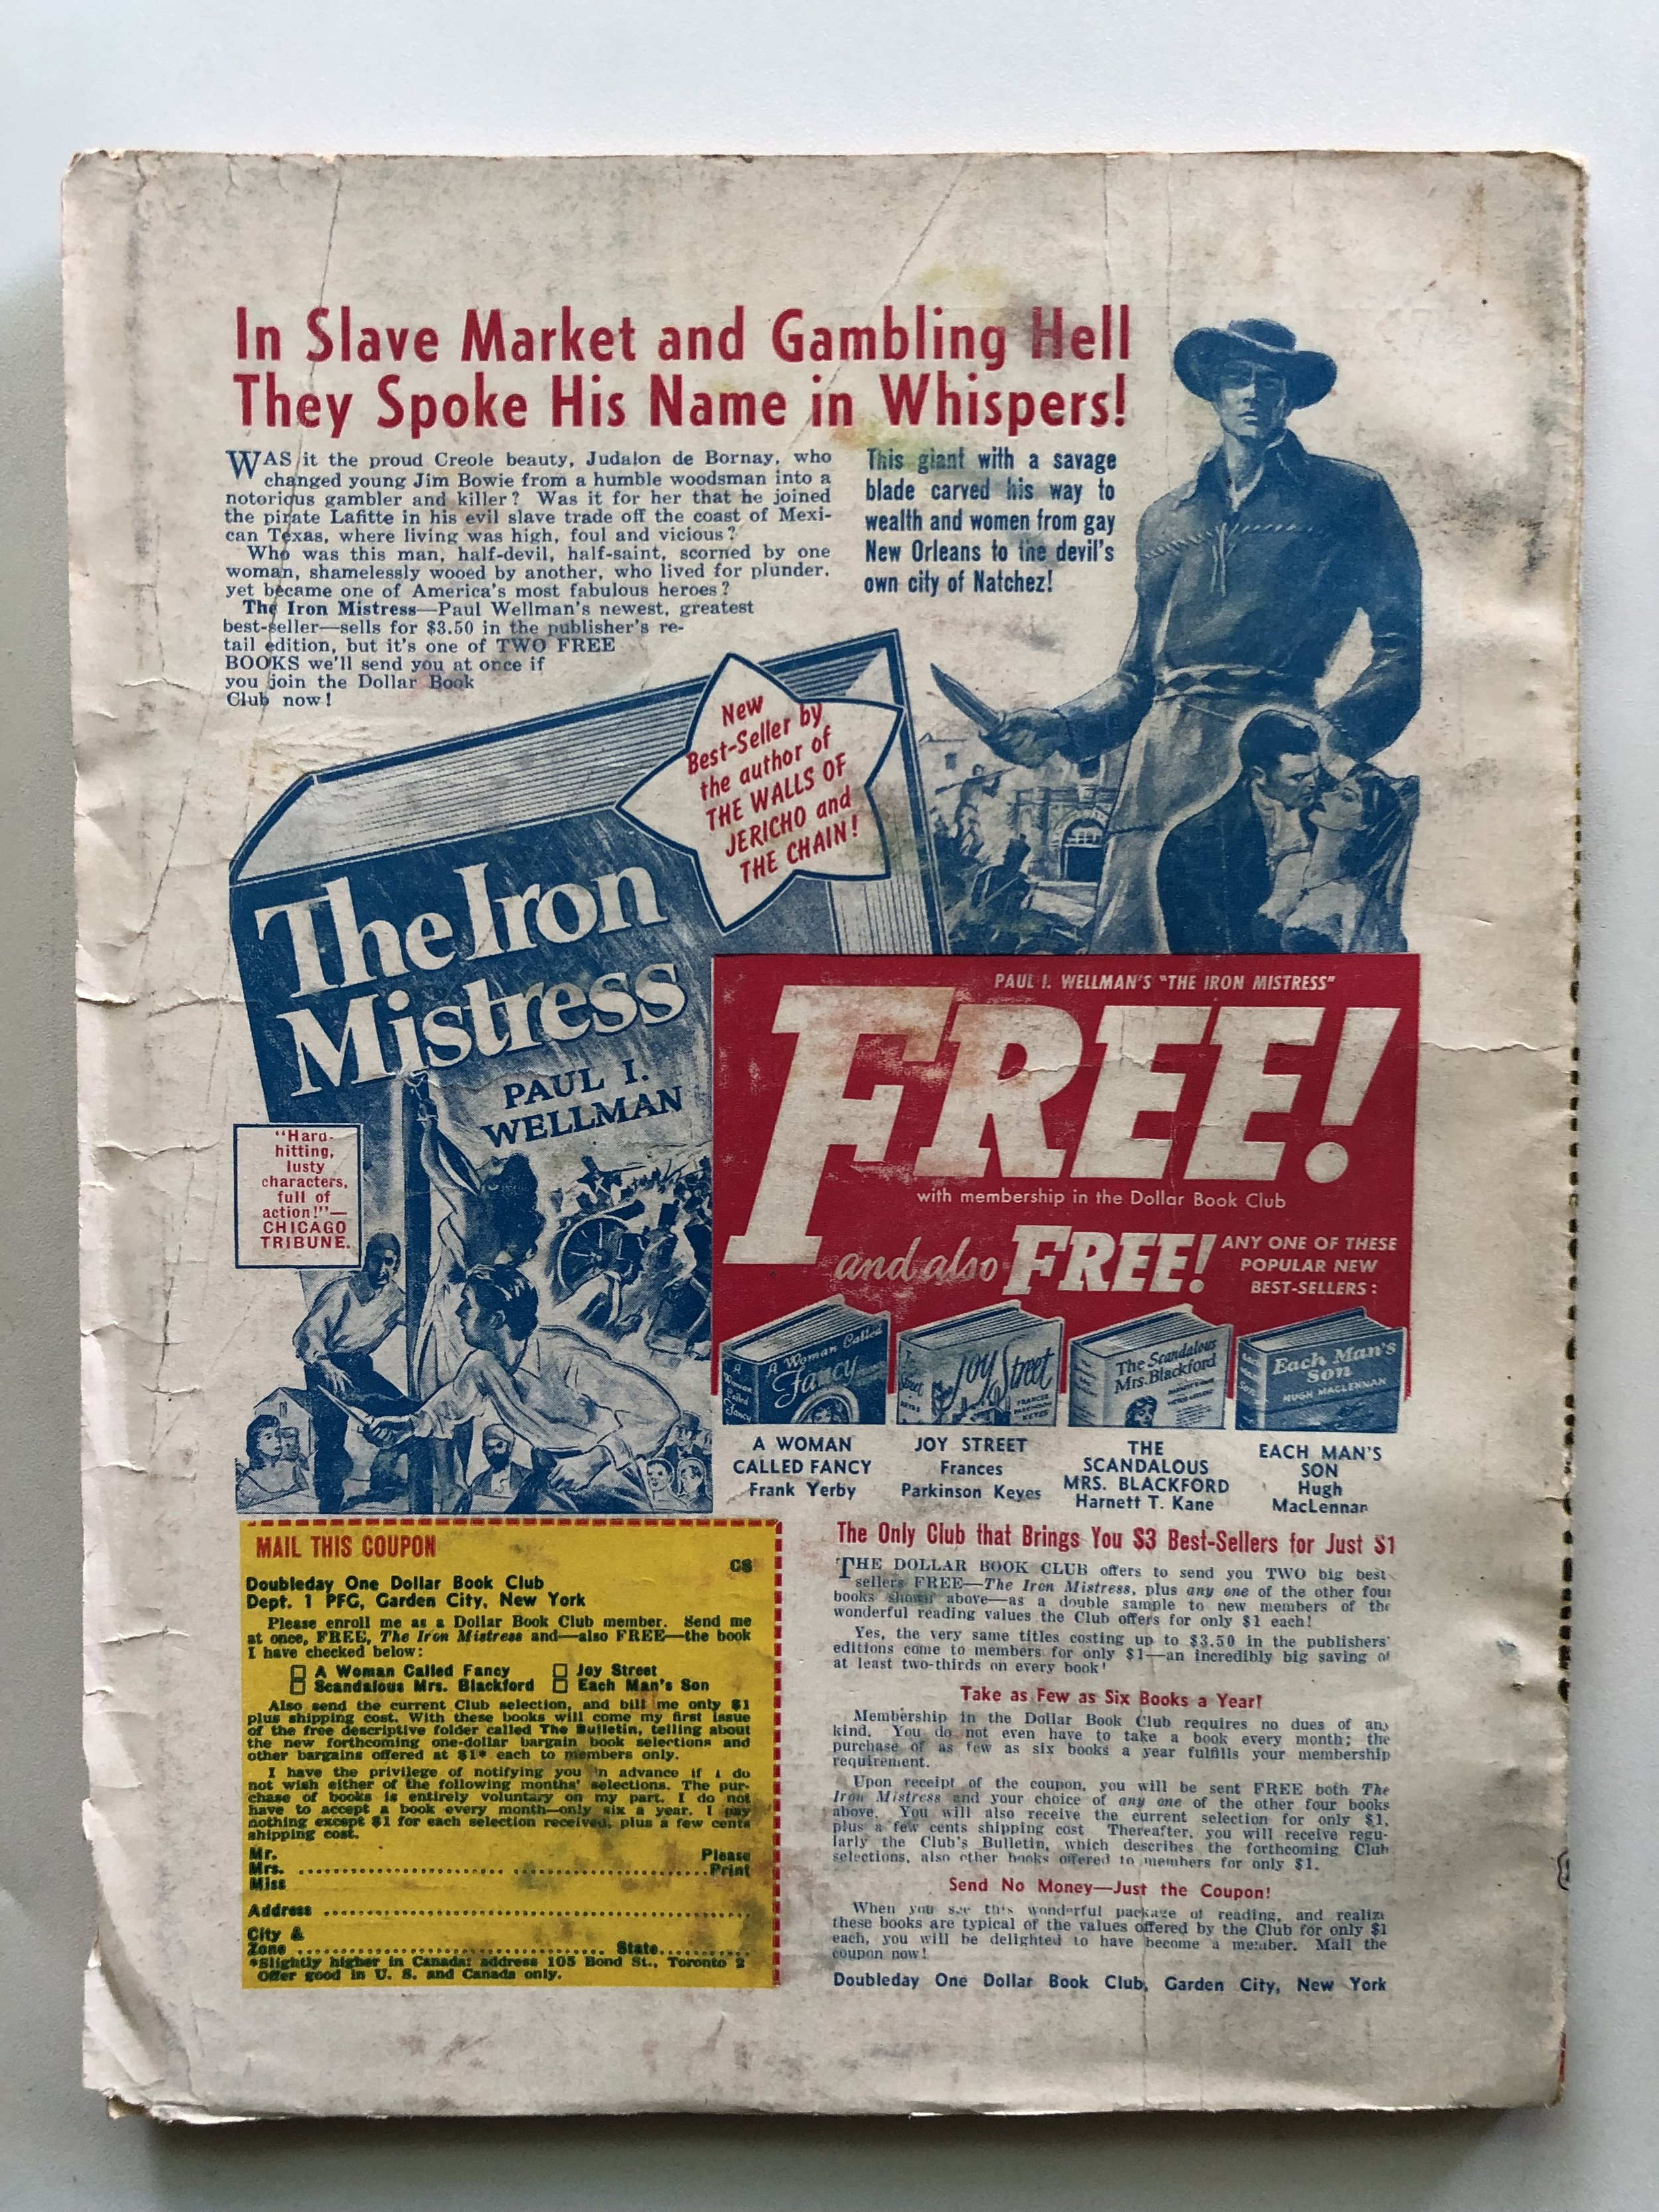 In Slave Market and Gambling Hell
They Spoke His Name in Whispers!
WAS it the proud Creole beauty, Judalon de Bornay, who
changed young Jim Bowie from a humble woodsman into a
notorious gambler and killer? Was it for her that he joined
the pirate Lafitte in his evil slave trade off the coast of Mexi-
can Texas, where living was high, foul and vicious?
Who was this man, half-devil, half-saint, scorned by one
woman, shamelessly wooed by another, who lived for plunder,
yet became one of America's most fabulous heroes?
The Iron Mistress—Paul Wellman's newest, greatest
best-seller—sells for $3.50 in the publisher's re-
tail edition, but it's one of TWO FREE
BOOKS we'll send you at once if
you join the Dollar Book
Club now!
This giant with a savage
blade carved his way to
wealth and women from gay
New Orleans to the devil's
own city of Natchez!
New
Best-Seller by
the author of
THE WALLS OF
JERICHO and
THE CHAIN!
The Iron
Mistress
PAUL I.
WELLMAN
"Hard-
hitting,
lusty
characters,
full of
action!"—
CHICAGO
TRIBUNE.
PAUL I. WELLMAN'S "THE IRON MISTRESS"
FREE!
with membership in the Dollar Book Club
and also FREE!
ANY ONE OF THESE
POPULAR NEW
BEST-SELLERS:
A Woman Called
Fancy
A
Woman
Called
Fancy
Joy
Street
FRANCES
PARKINSON
KEYES
The Scandalous
Mrs. Blackford
Each Man's
Son
HUGH MACLENNAN
A WOMAN
CALLED FANCY
Frank Yerby
JOY STREET
Frances
Parkinson Keyes
THE
SCANDALOUS
MRS. BLACKFORD
Harnett T. Kane
EACH MAN'S
SON
Hugh
MacLennan
MAIL THIS COUPON
CS
Doubleday One Dollar Book Club
Dept. 1 PFG, Garden City, New York
Please enroll me as a Dollar Book Club member. Send me
at once, FREE, The Iron Mistress and—also FREE—the book
I have checked below:
A Woman Called Fancy
Joy Street
Scandalous Mrs. Blackford
Each Man's Son
Also send the current Club selection, and bill me only $1
plus shipping cost. With these books will come my first issue
of the free descriptive folder called The Bulletin, telling about
the new forthcoming one-dollar bargain book selections and
other bargains offered at $1* each to members only.
I have the privilege of notifying you in advance if I do
not wish either of the following months' selections. The pur-
chase of books is entirely voluntary on my part. I do not
have to accept a book every month—only six a year. I pay
nothing except $1 for each selection received, plus a few cents
shipping cost.
Mr.
Mrs.
Miss
Please
Print
Address
City &
Zone State
*Slightly higher in Canada: address 105 Bond St., Toronto 2
Offer good in U. S. and Canada only.
The Only Club that Brings You $3 Best-Sellers for Just $1
THE DOLLAR BOOK CLUB offers to send you TWO big best
sellers FREE—The Iron Mistress, plus any one of the other four
books shown above—as a double sample to new members of the
wonderful reading values the Club offers for only $1 each!
Yes, the very same titles costing up to $3.50 in the publishers'
editions come to members for only $1—an incredibly big saving of
at least two-thirds on every book!
Take as Few as Six Books a Year!
Membership in the Dollar Book Club requires no dues of any
kind. You do not even have to take a book every month; the
purchase of as few as six books a year fulfills your membership
requirement.
Upon receipt of the coupon, you will be sent FREE both The
Iron Mistress and your choice of any one of the other four books
above. You will also receive the current selection for only $1,
plus a few cents shipping cost Thereafter, you will receive regu-
larly the Club's Bulletin, which describes the forthcoming Club
selections, also other books offered to members for only $1.
Send No Money—Just the Coupon!
When you see this wonderful package of reading, and realize
these books are typical of the values offered by the Club for only $1
each, you will be delighted to have become a member. Mail the
coupon now!
Doubleday One Dollar Book Club, Garden City, New York